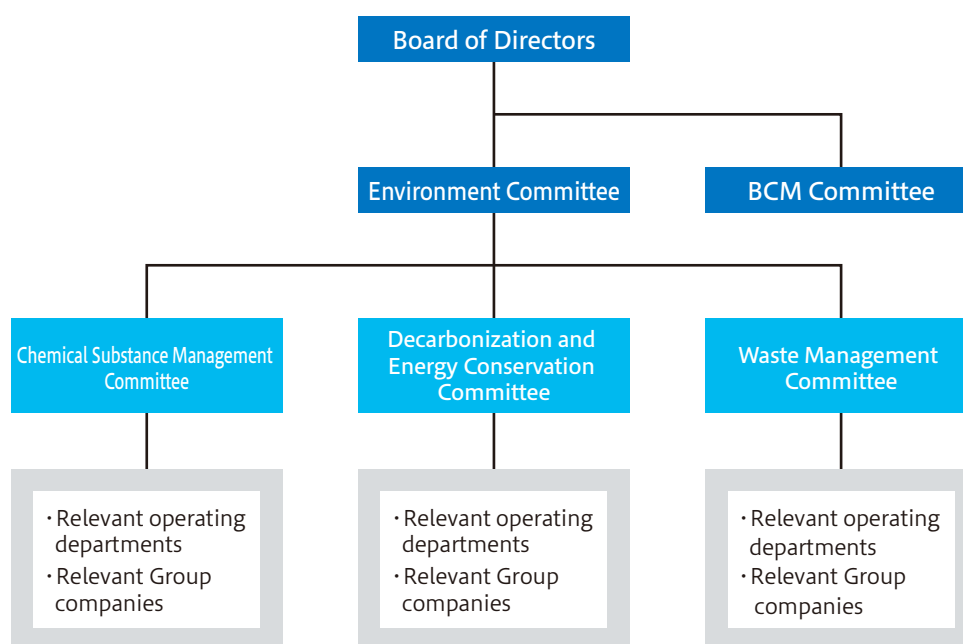 Board of Directors
Environment Committee
BCM Committee
Chemical Substance Management
Committee
Decarbonization and
Energy Conservation
Committee
Waste Management
Committee
・Relevant operating
departments
・Relevant Group
companies
・Relevant operating
departments
・Relevant Group
companies
・Relevant operating
departments
・Relevant Group
companies